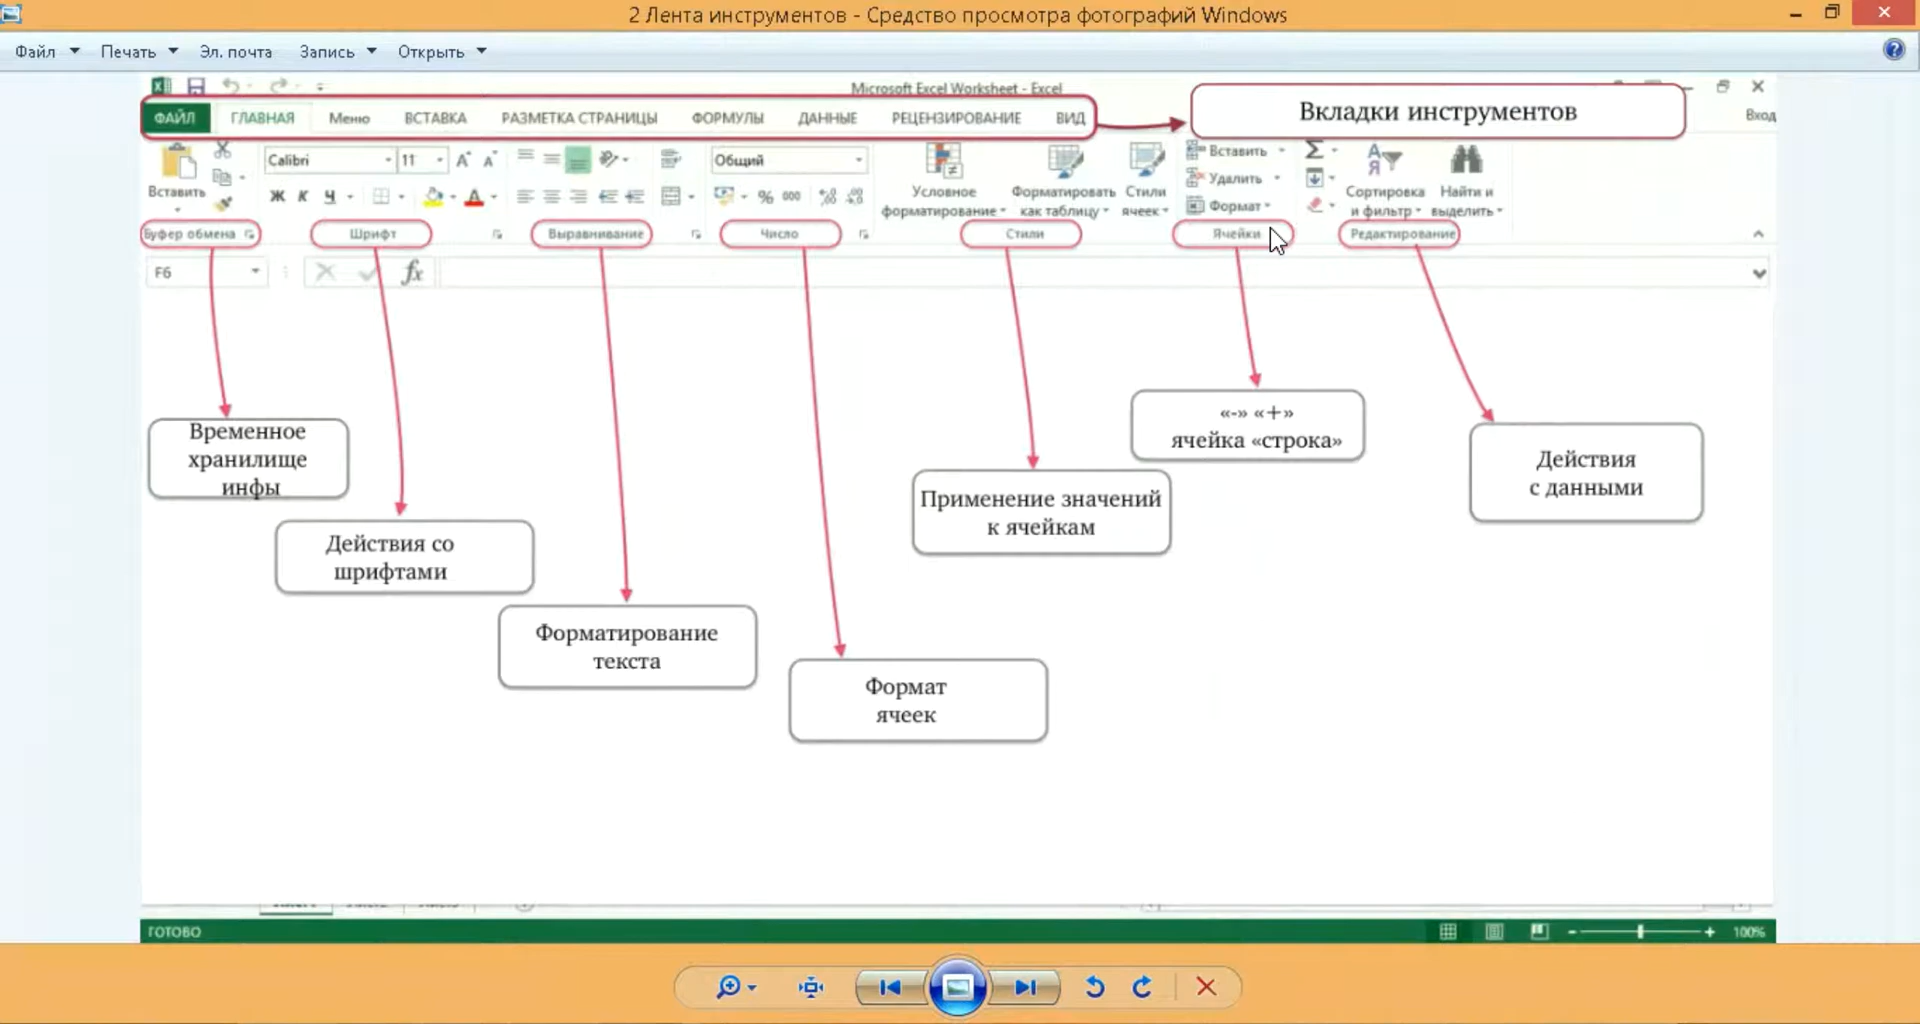 2 Лента инструментов - Средство просмотра фотографий Windows
Файл Печать Эл. почта Запись Открыть
Microsoft Excel Worksheet - Excel
Вкладки инструментов
Вход
ФАЙЛ ГЛАВНАЯ Меню ВСТАВКА РАЗМЕТКА СТРАНИЦЫ ФОРМУЛЫ ДАННЫЕ РЕЦЕНЗИРОВАНИЕ ВИД
Calibri 11 Общий Вставить
Вставить Условное Форматировать Стили Удалить Сортировка Найти и
Ж К Ч А % 000 форматирование как таблицу ячеек Формат и фильтр выделить
Буфер обмена Шрифт Выравнивание Число Стили Ячейки Редактирование
F6 fx
Временное
хранилище
инфы
Действия со
шрифтами
Форматирование
текста
Формат
ячеек
Применение значений
к ячейкам
«-» «+»
ячейка «строка»
Действия
с данными
ГОТОВО 100%